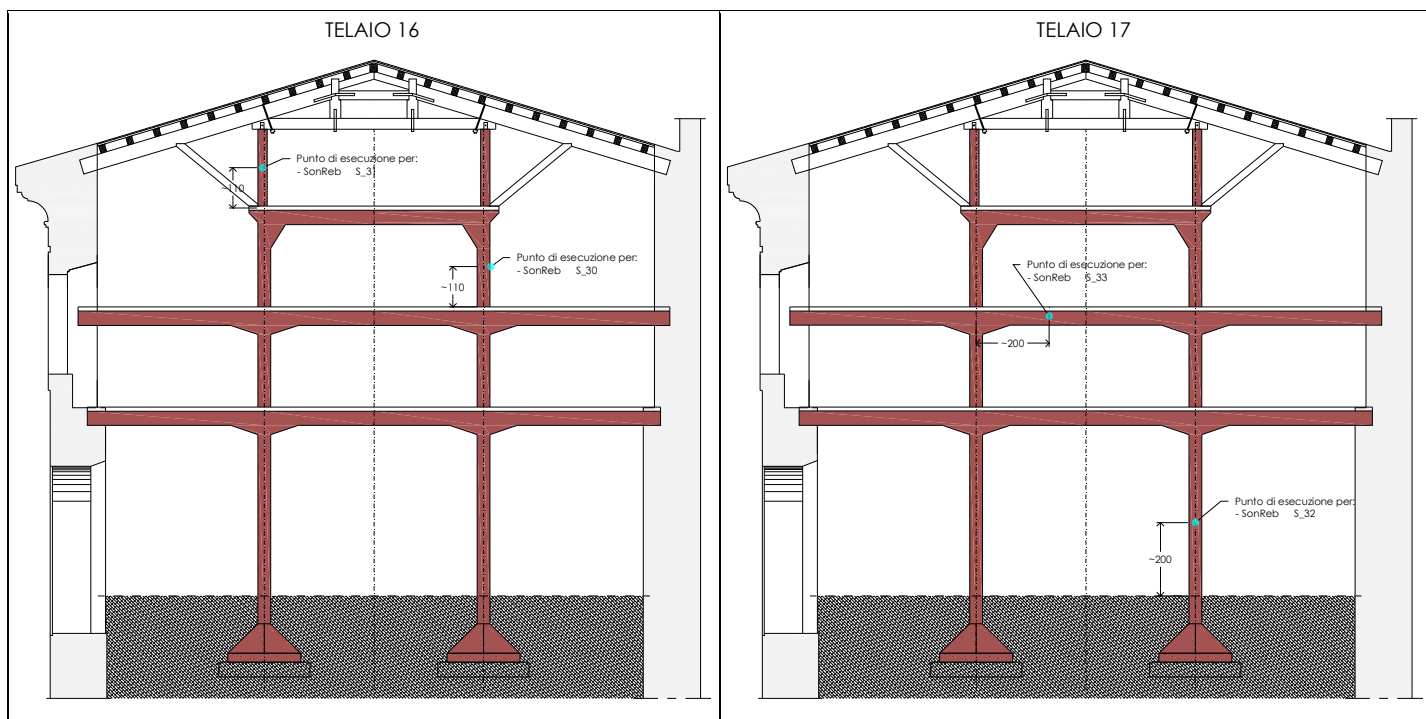 TELAIO 16
Punto di esecuzione per:
- SonReb S_31
~110
Punto di esecuzione per:
- SonReb S_30
~110
TELAIO 17
Punto di esecuzione per:
- SonReb S_33
~200
Punto di esecuzione per:
- SonReb S_32
~200